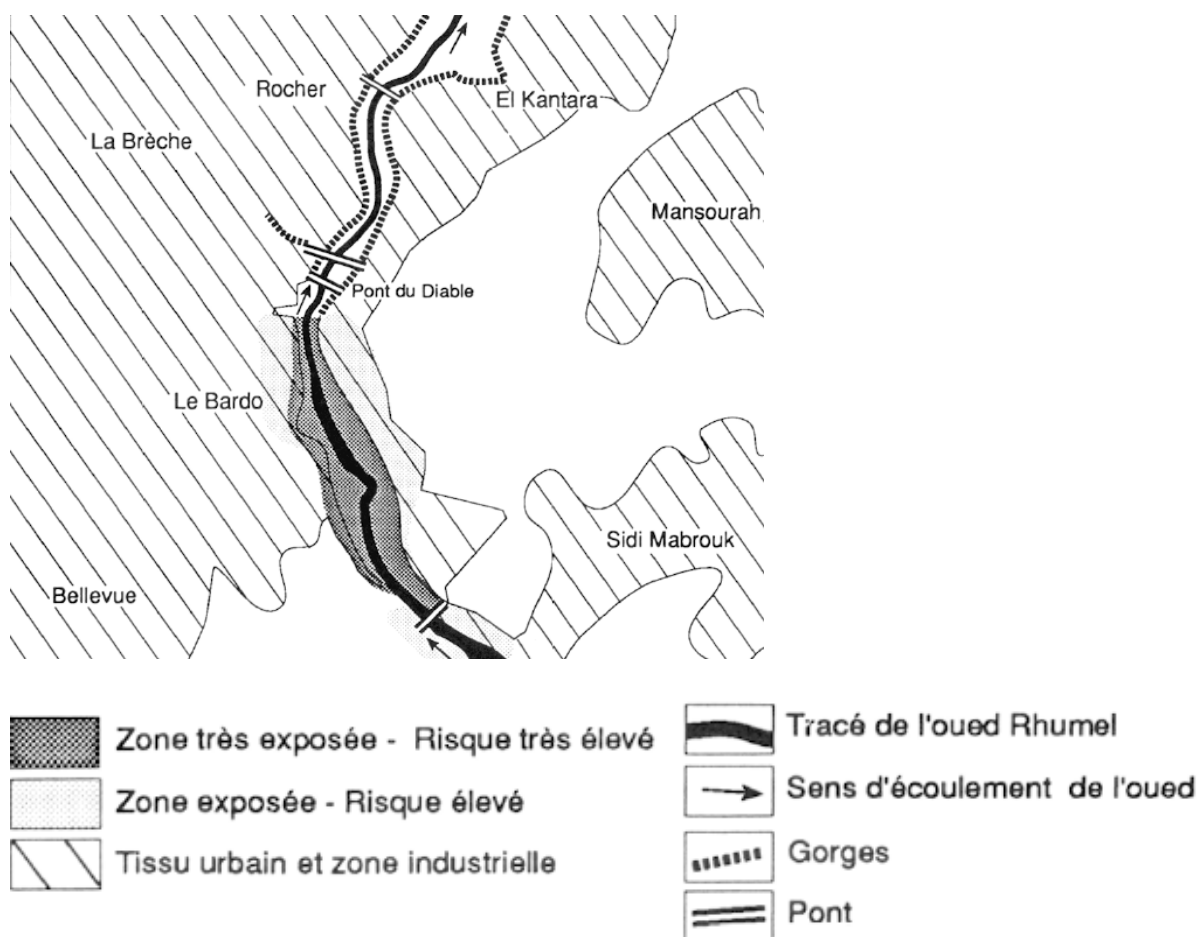 Rocher
El Kantara
La Brèche
Mansourah
Pont du Diable
Le Bardo
Sidi Mabrouk
Bellevue
Zone très exposée - Risque très élevé
Zone exposée - Risque élevé
Tissu urbain et zone industrielle
Tracé de l'oued Rhumel
Sens d'écoulement de l'oued
Gorges
Pont